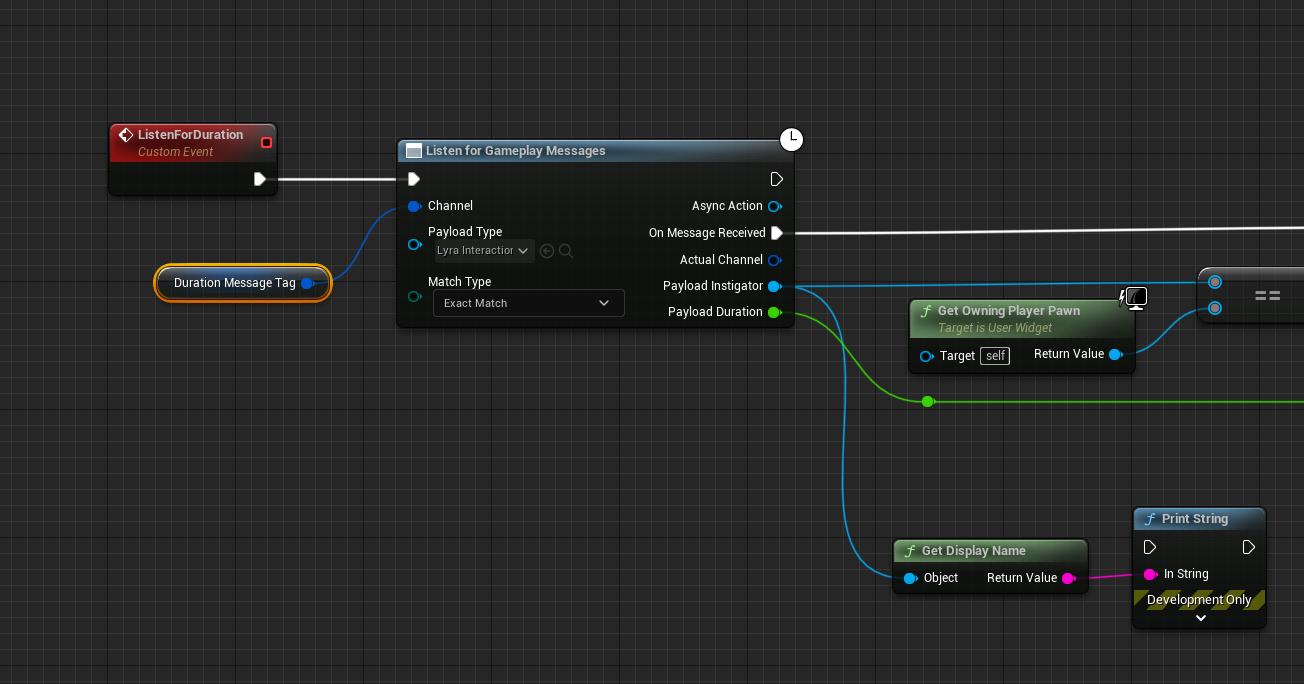 ListenForDuration
Custom Event
Listen for Gameplay Messages
Channel
Async Action
Payload Type
On Message Received
Lyra Interaction
Actual Channel
Duration Message Tag
Match Type
Payload Instigator
Exact Match
Payload Duration
Get Owning Player Pawn
Target is User Widget
Target
self
Return Value
==
Print String
Get Display Name
Object
Return Value
In String
Development Only